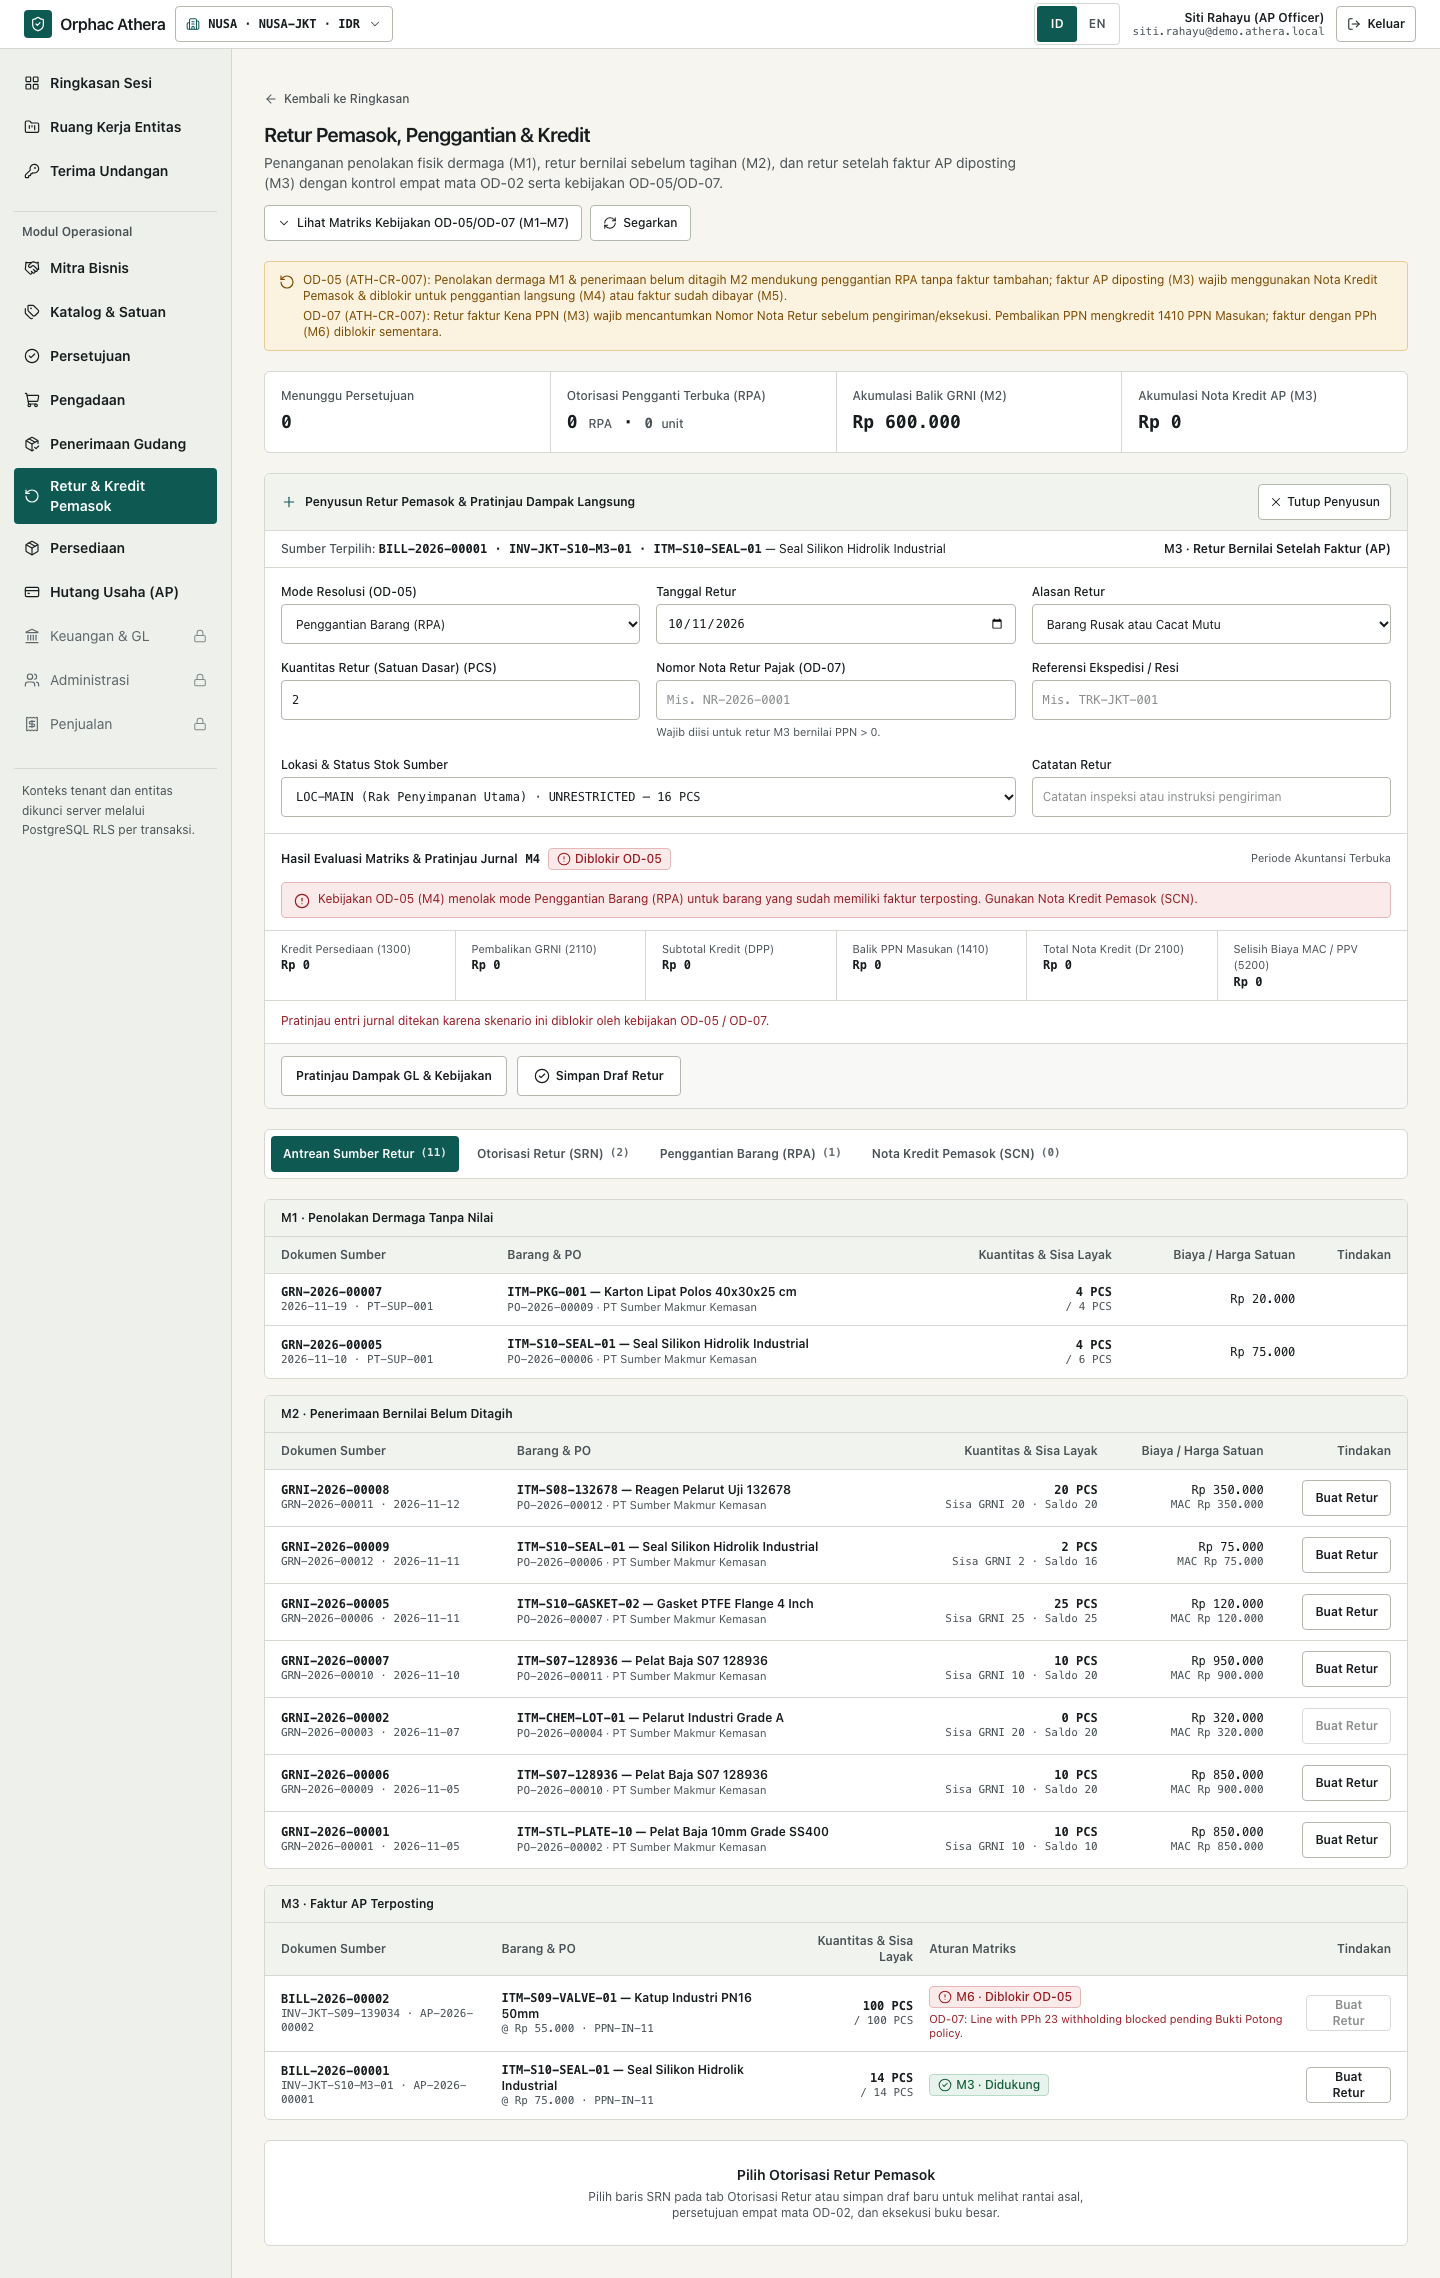 Orphac Athera
NUSA · NUSA-JKT · IDR
ID
EN
Siti Rahayu (AP Officer)
siti.rahayu@demo.athera.local
Keluar
Ringkasan Sesi
Ruang Kerja Entitas
Terima Undangan
Modul Operasional
Mitra Bisnis
Katalog & Satuan
Persetujuan
Pengadaan
Penerimaan Gudang
Retur & Kredit
Pemasok
Persediaan
Hutang Usaha (AP)
Keuangan & GL
Administrasi
Penjualan
Konteks tenant dan entitas
dikunci server melalui
PostgreSQL RLS per transaksi.
Kembali ke Ringkasan
Retur Pemasok, Penggantian & Kredit
Penanganan penolakan fisik dermaga (M1), retur bernilai sebelum tagihan (M2), dan retur setelah faktur AP diposting
(M3) dengan kontrol empat mata OD-02 serta kebijakan OD-05/OD-07.
Lihat Matriks Kebijakan OD-05/OD-07 (M1–M7)
Segarkan
OD-05 (ATH-CR-007): Penolakan dermaga M1 & penerimaan belum ditagih M2 mendukung penggantian RPA tanpa faktur tambahan; faktur AP diposting (M3) wajib menggunakan Nota Kredit
Pemasok & diblokir untuk penggantian langsung (M4) atau faktur sudah dibayar (M5).
OD-07 (ATH-CR-007): Retur faktur Kena PPN (M3) wajib mencantumkan Nomor Nota Retur sebelum pengiriman/eksekusi. Pembalikan PPN mengkredit 1410 PPN Masukan; faktur dengan PPh
(M6) diblokir sementara.
Menunggu Persetujuan
0
Otorisasi Pengganti Terbuka (RPA)
0 RPA · 0 unit
Akumulasi Balik GRNI (M2)
Rp 600.000
Akumulasi Nota Kredit AP (M3)
Rp 0
Penyusun Retur Pemasok & Pratinjau Dampak Langsung
Tutup Penyusun
Sumber Terpilih: BILL-2026-00001 · INV-JKT-S10-M3-01 · ITM-S10-SEAL-01 — Seal Silikon Hidrolik Industrial
M3 · Retur Bernilai Setelah Faktur (AP)
Mode Resolusi (OD-05)
Penggantian Barang (RPA)
Tanggal Retur
10/11/2026
Alasan Retur
Barang Rusak atau Cacat Mutu
Kuantitas Retur (Satuan Dasar) (PCS)
2
Nomor Nota Retur Pajak (OD-07)
Mis. NR-2026-0001
Wajib diisi untuk retur M3 bernilai PPN > 0.
Referensi Ekspedisi / Resi
Mis. TRK-JKT-001
Lokasi & Status Stok Sumber
LOC-MAIN (Rak Penyimpanan Utama) · UNRESTRICTED — 16 PCS
Catatan Retur
Catatan inspeksi atau instruksi pengiriman
Hasil Evaluasi Matriks & Pratinjau Jurnal M4
Diblokir OD-05
Periode Akuntansi Terbuka
Kebijakan OD-05 (M4) menolak mode Penggantian Barang (RPA) untuk barang yang sudah memiliki faktur terposting. Gunakan Nota Kredit Pemasok (SCN).
Kredit Persediaan (1300)
Rp 0
Pembalikan GRNI (2110)
Rp 0
Subtotal Kredit (DPP)
Rp 0
Balik PPN Masukan (1410)
Rp 0
Total Nota Kredit (Dr 2100)
Rp 0
Selisih Biaya MAC / PPV
(5200)
Rp 0
Pratinjau entri jurnal ditekan karena skenario ini diblokir oleh kebijakan OD-05 / OD-07.
Pratinjau Dampak GL & Kebijakan
Simpan Draf Retur
Antrean Sumber Retur (11)
Otorisasi Retur (SRN) (2)
Penggantian Barang (RPA) (1)
Nota Kredit Pemasok (SCN) (0)
M1 · Penolakan Dermaga Tanpa Nilai
Dokumen Sumber
Barang & PO
Kuantitas & Sisa Layak
Biaya / Harga Satuan
Tindakan
GRN-2026-00007
2026-11-19 · PT-SUP-001
ITM-PKG-001 — Karton Lipat Polos 40x30x25 cm
PO-2026-00009 · PT Sumber Makmur Kemasan
4 PCS
/ 4 PCS
Rp 20.000
GRN-2026-00005
2026-11-10 · PT-SUP-001
ITM-S10-SEAL-01 — Seal Silikon Hidrolik Industrial
PO-2026-00006 · PT Sumber Makmur Kemasan
4 PCS
/ 6 PCS
Rp 75.000
M2 · Penerimaan Bernilai Belum Ditagih
Dokumen Sumber
Barang & PO
Kuantitas & Sisa Layak
Biaya / Harga Satuan
Tindakan
GRNI-2026-00008
GRN-2026-00011 · 2026-11-12
ITM-S08-132678 — Reagen Pelarut Uji 132678
PO-2026-00012 · PT Sumber Makmur Kemasan
20 PCS
Sisa GRNI 20 · Saldo 20
Rp 350.000
MAC Rp 350.000
Buat Retur
GRNI-2026-00009
GRN-2026-00012 · 2026-11-11
ITM-S10-SEAL-01 — Seal Silikon Hidrolik Industrial
PO-2026-00006 · PT Sumber Makmur Kemasan
2 PCS
Sisa GRNI 2 · Saldo 16
Rp 75.000
MAC Rp 75.000
Buat Retur
GRNI-2026-00005
GRN-2026-00006 · 2026-11-11
ITM-S10-GASKET-02 — Gasket PTFE Flange 4 Inch
PO-2026-00007 · PT Sumber Makmur Kemasan
25 PCS
Sisa GRNI 25 · Saldo 25
Rp 120.000
MAC Rp 120.000
Buat Retur
GRNI-2026-00007
GRN-2026-00010 · 2026-11-10
ITM-S07-128936 — Pelat Baja S07 128936
PO-2026-00011 · PT Sumber Makmur Kemasan
10 PCS
Sisa GRNI 10 · Saldo 20
Rp 950.000
MAC Rp 900.000
Buat Retur
GRNI-2026-00002
GRN-2026-00003 · 2026-11-07
ITM-CHEM-LOT-01 — Pelarut Industri Grade A
PO-2026-00004 · PT Sumber Makmur Kemasan
0 PCS
Sisa GRNI 20 · Saldo 20
Rp 320.000
MAC Rp 320.000
Buat Retur
GRNI-2026-00006
GRN-2026-00009 · 2026-11-05
ITM-S07-128936 — Pelat Baja S07 128936
PO-2026-00010 · PT Sumber Makmur Kemasan
10 PCS
Sisa GRNI 10 · Saldo 20
Rp 850.000
MAC Rp 900.000
Buat Retur
GRNI-2026-00001
GRN-2026-00001 · 2026-11-05
ITM-STL-PLATE-10 — Pelat Baja 10mm Grade SS400
PO-2026-00002 · PT Sumber Makmur Kemasan
10 PCS
Sisa GRNI 10 · Saldo 10
Rp 850.000
MAC Rp 850.000
Buat Retur
M3 · Faktur AP Terposting
Dokumen Sumber
Barang & PO
Kuantitas & Sisa
Layak
Aturan Matriks
Tindakan
BILL-2026-00002
INV-JKT-S09-139034 · AP-2026-
00002
ITM-S09-VALVE-01 — Katup Industri PN16
50mm
@ Rp 55.000 · PPN-IN-11
100 PCS
/ 100 PCS
M6 · Diblokir OD-05
OD-07: Line with PPh 23 withholding blocked pending Bukti Potong
policy.
Buat
Retur
BILL-2026-00001
INV-JKT-S10-M3-01 · AP-2026-
00001
ITM-S10-SEAL-01 — Seal Silikon Hidrolik
Industrial
@ Rp 75.000 · PPN-IN-11
14 PCS
/ 14 PCS
M3 · Didukung
Buat
Retur
Pilih Otorisasi Retur Pemasok
Pilih baris SRN pada tab Otorisasi Retur atau simpan draf baru untuk melihat rantai asal,
persetujuan empat mata OD-02, dan eksekusi buku besar.